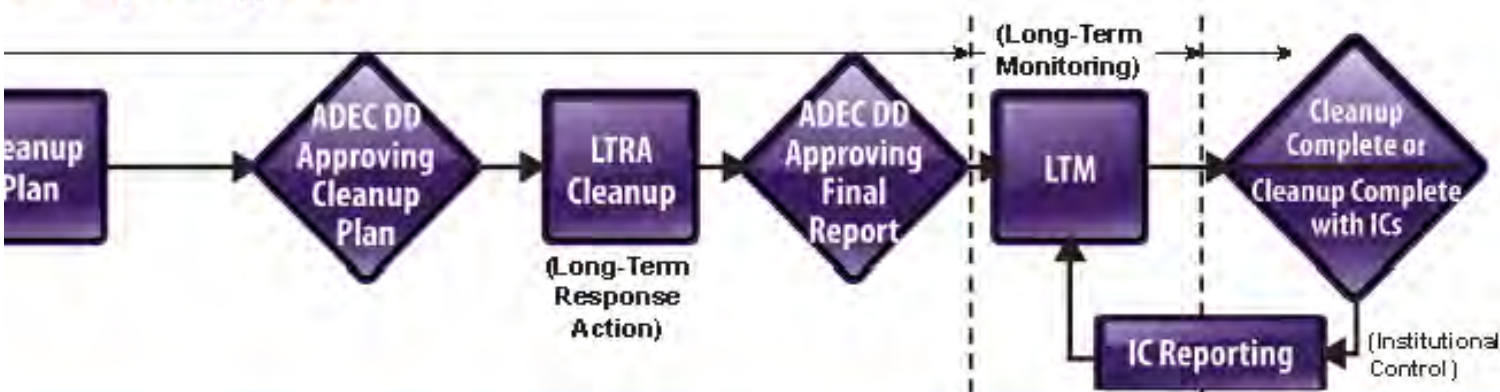 Plan
ADEC DD
Approving
Cleanup
Plan
LTRA
Cleanup
(Long-Term
Response
Action)
ADEC DD
Approving
Final
Report
(Long-Term
Monitoring)
LTM
Cleanup
Complete or
Cleanup Complete
with ICs
IC Reporting
(Institutional
Control)